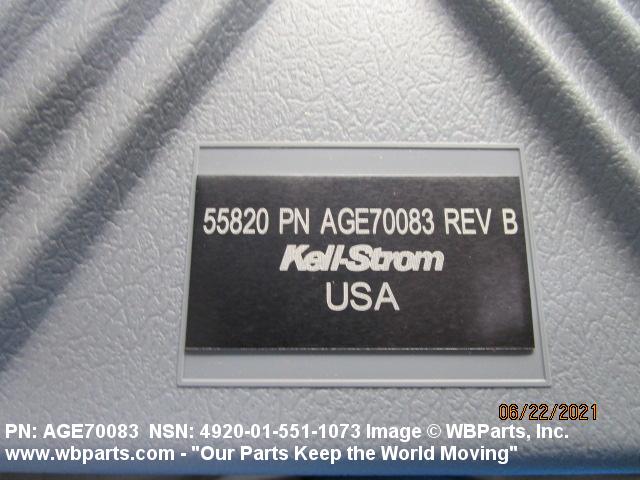 55820 PN AGE70083 REV B
Kell-Strom
USA
06/22/2021
PN: AGE70083 NSN: 4920-01-551-1073 Image © WBParts, Inc.
www.wbparts.com - "Our Parts Keep the World Moving"